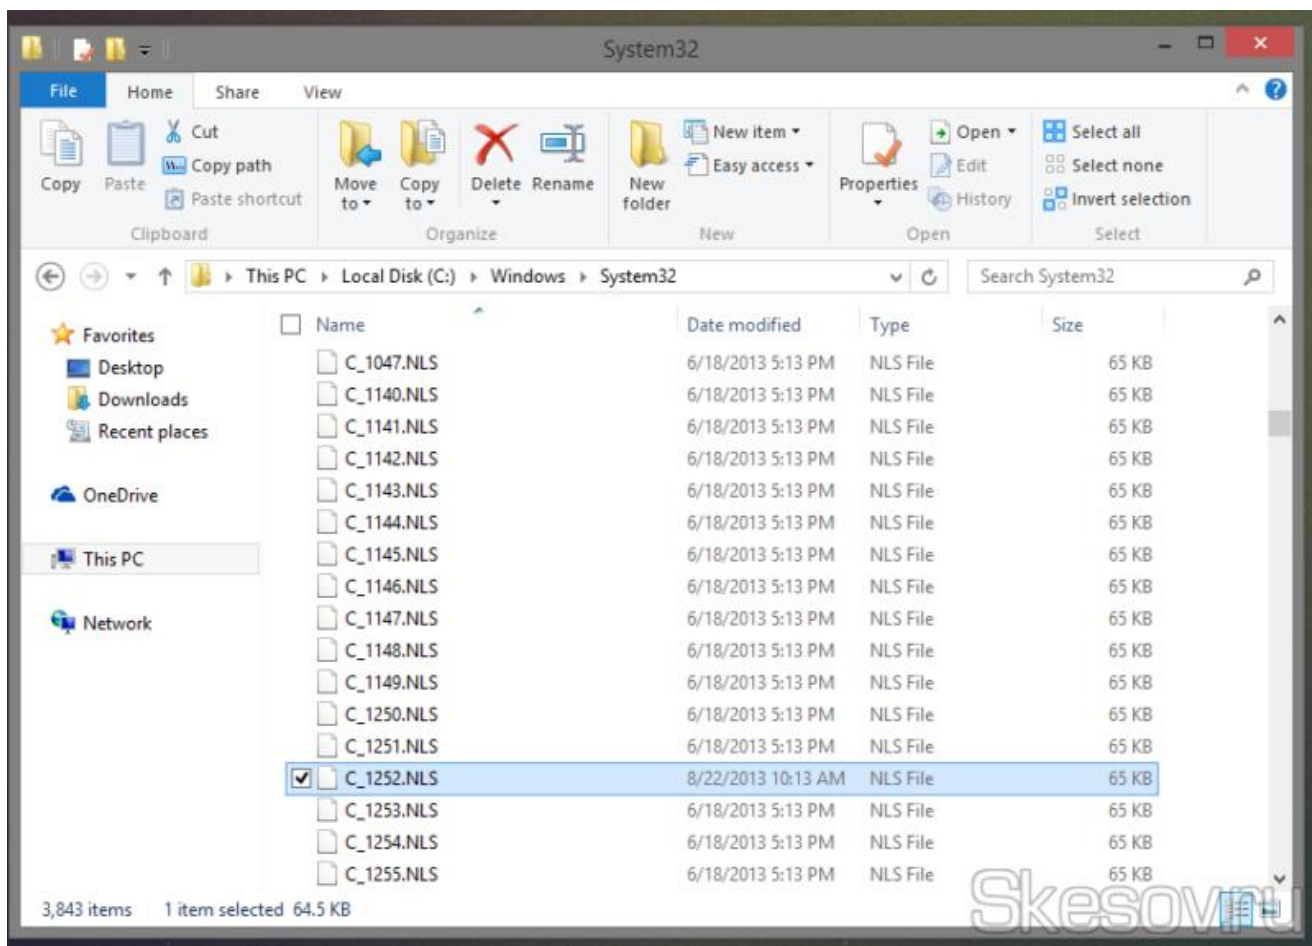 System32
File Home Share View
Copy Paste Cut Copy path Paste shortcut
Move to Copy to Delete Rename
New folder New item Easy access
Properties Open Edit History
Select all Select none Invert selection
Clipboard Organize New Open Select
This PC Local Disk (C:) Windows System32 Search System32
Favorites
Desktop
Downloads
Recent places
OneDrive
This PC
Network
Name Date modified Type Size
C_1047.NLS 6/18/2013 5:13 PM NLS File 65 KB
C_1140.NLS 6/18/2013 5:13 PM NLS File 65 KB
C_1141.NLS 6/18/2013 5:13 PM NLS File 65 KB
C_1142.NLS 6/18/2013 5:13 PM NLS File 65 KB
C_1143.NLS 6/18/2013 5:13 PM NLS File 65 KB
C_1144.NLS 6/18/2013 5:13 PM NLS File 65 KB
C_1145.NLS 6/18/2013 5:13 PM NLS File 65 KB
C_1146.NLS 6/18/2013 5:13 PM NLS File 65 KB
C_1147.NLS 6/18/2013 5:13 PM NLS File 65 KB
C_1148.NLS 6/18/2013 5:13 PM NLS File 65 KB
C_1149.NLS 6/18/2013 5:13 PM NLS File 65 KB
C_1250.NLS 6/18/2013 5:13 PM NLS File 65 KB
C_1251.NLS 6/18/2013 5:13 PM NLS File 65 KB
C_1252.NLS 8/22/2013 10:13 AM NLS File 65 KB
C_1253.NLS 6/18/2013 5:13 PM NLS File 65 KB
C_1254.NLS 6/18/2013 5:13 PM NLS File 65 KB
C_1255.NLS 6/18/2013 5:13 PM NLS File 65 KB
3,843 items 1 item selected 64.5 KB
Skesov.ru